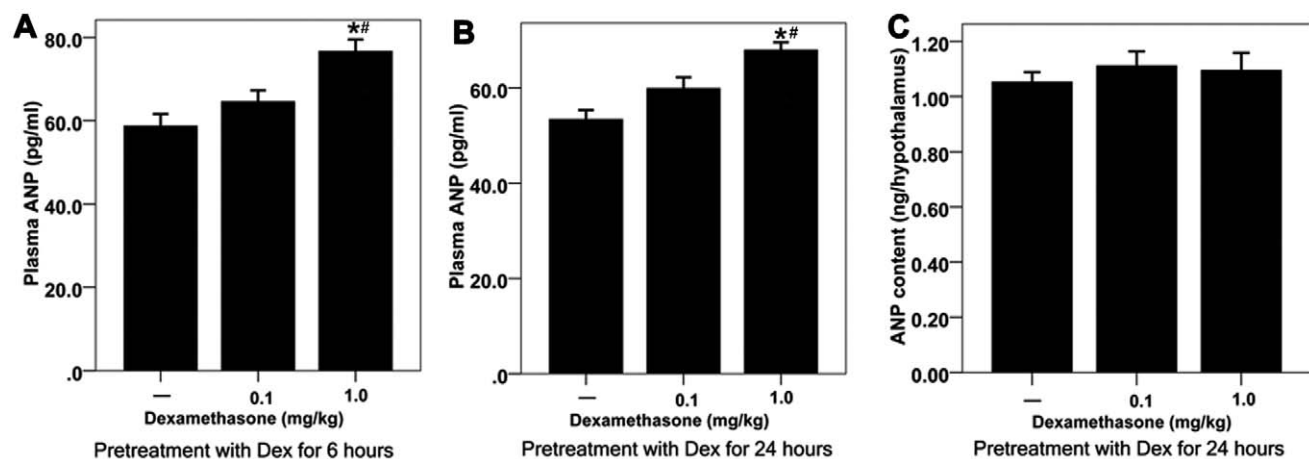 A
Plasma ANP (pg/ml)
80.0
60.0
40.0
20.0
.0
*#
— 0.1 1.0
Dexamethasone (mg/kg)
Pretreatment with Dex for 6 hours
B
Plasma ANP (pg/ml)
60.0
40.0
20.0
.0
*#
— 0.1 1.0
Dexamethasone (mg/kg)
Pretreatment with Dex for 24 hours
C
ANP content (ng/hypothalamus)
1.20
1.00
0.80
0.60
0.40
0.20
0.00
— 0.1 1.0
Dexamethasone (mg/kg)
Pretreatment with Dex for 24 hours